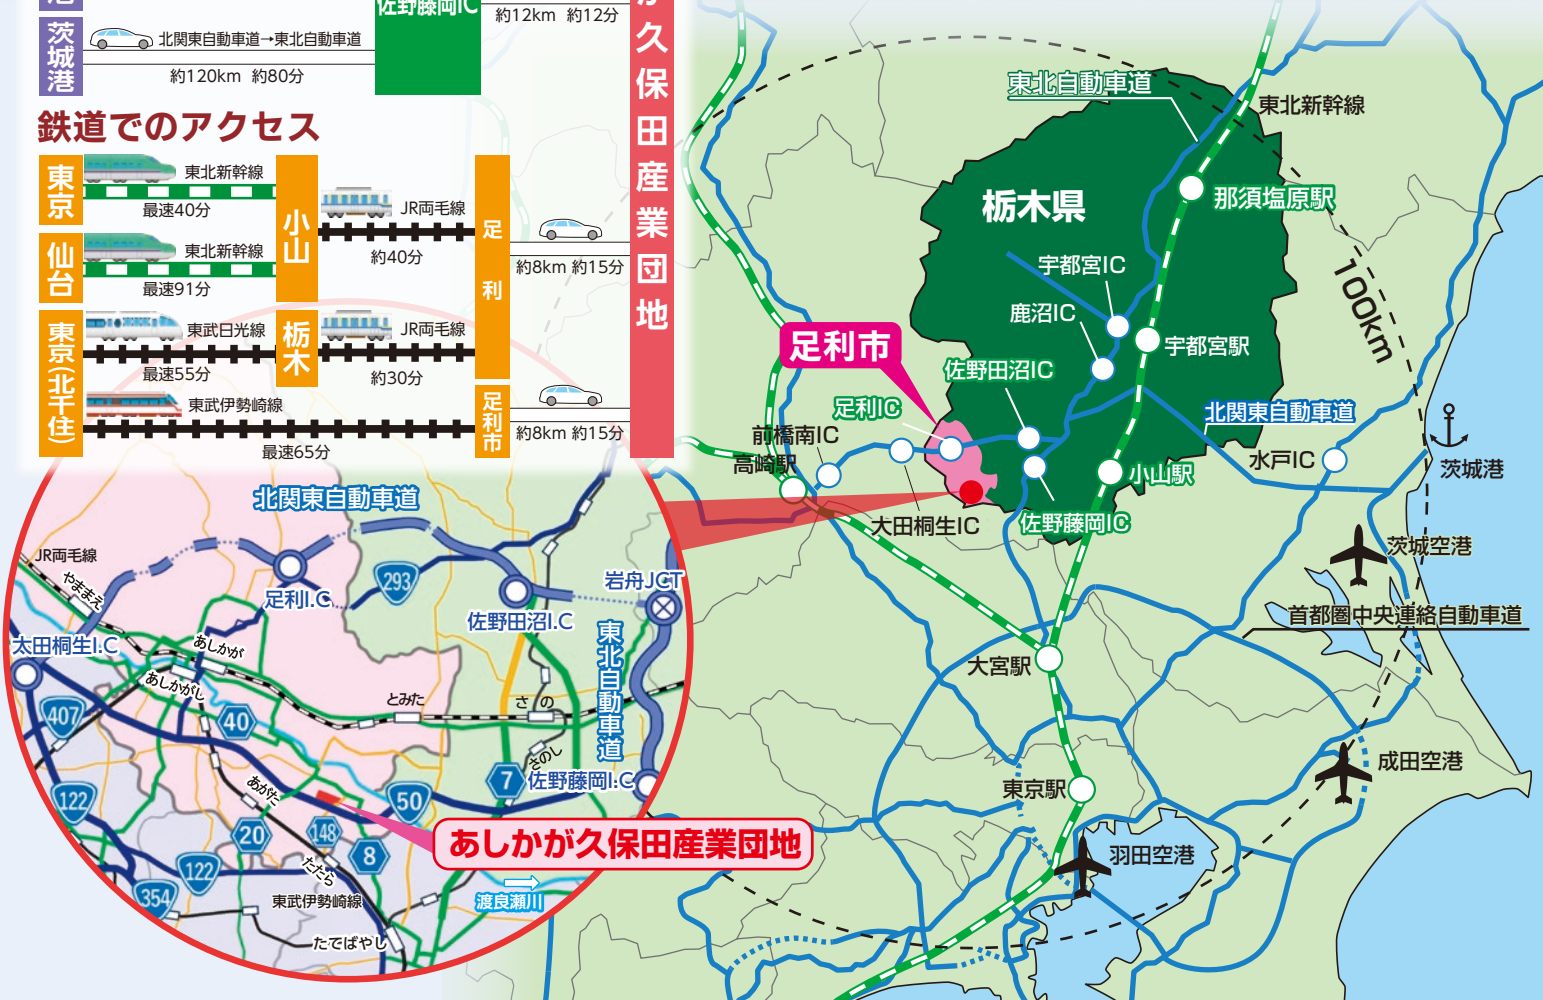 佐野藤岡IC
約12km 約12分
茨城港
北関東自動車道→東北自動車道
約120km 約80分
久保田産業団地
鉄道でのアクセス
東京
東北新幹線
最速40分
仙台
東北新幹線
最速91分
小山
JR両毛線
約40分
足利
約8km 約15分
東京(北千住)
東武日光線
最速55分
栃木
JR両毛線
約30分
東武伊勢崎線
最速65分
足利市
約8km 約15分
東北自動車道
東北新幹線
栃木県
那須塩原駅
100km
宇都宮IC
鹿沼IC
宇都宮駅
足利市
佐野田沼IC
足利IC
北関東自動車道
前橋南IC
高崎駅
水戸IC
茨城港
小山駅
大田桐生IC
佐野藤岡IC
茨城空港
首都圏中央連絡自動車道
大宮駅
成田空港
東京駅
羽田空港
北関東自動車道
JR両毛線
やままえ
足利I.C
293
岩舟JCT
佐野田沼I.C
太田桐生I.C
あしかが
あしかがし
東北自動車道
とみた
さの
407
40
さのし
7
佐野藤岡I.C
あがた
122
50
20
148
8
あしかが久保田産業団地
122
ただら
354
東武伊勢崎線
渡良瀬川
たてばやし